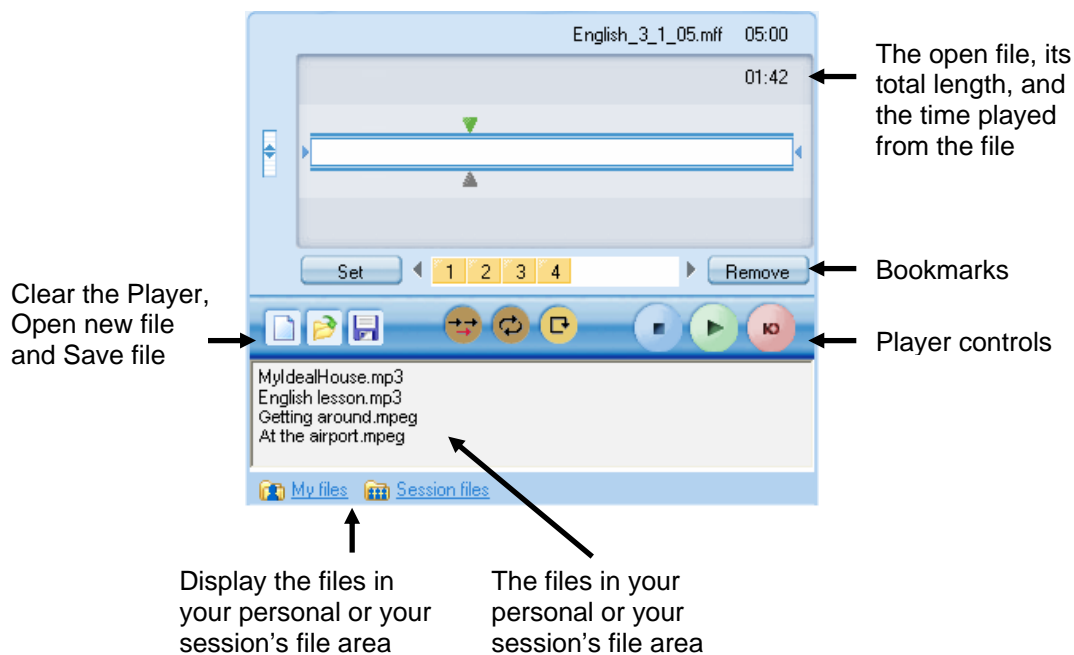 English_3_1_05.mff 05:00
01:42
The open file, its
total length, and
the time played
from the file
Set 1 2 3 4 Remove
Bookmarks
Clear the Player,
Open new file
and Save file
Player controls
MyIdealHouse.mp3
English lesson.mp3
Getting around.mpeg
At the airport.mpeg
My files Session files
Display the files in
your personal or your
session's file area
The files in your
personal or your
session's file area